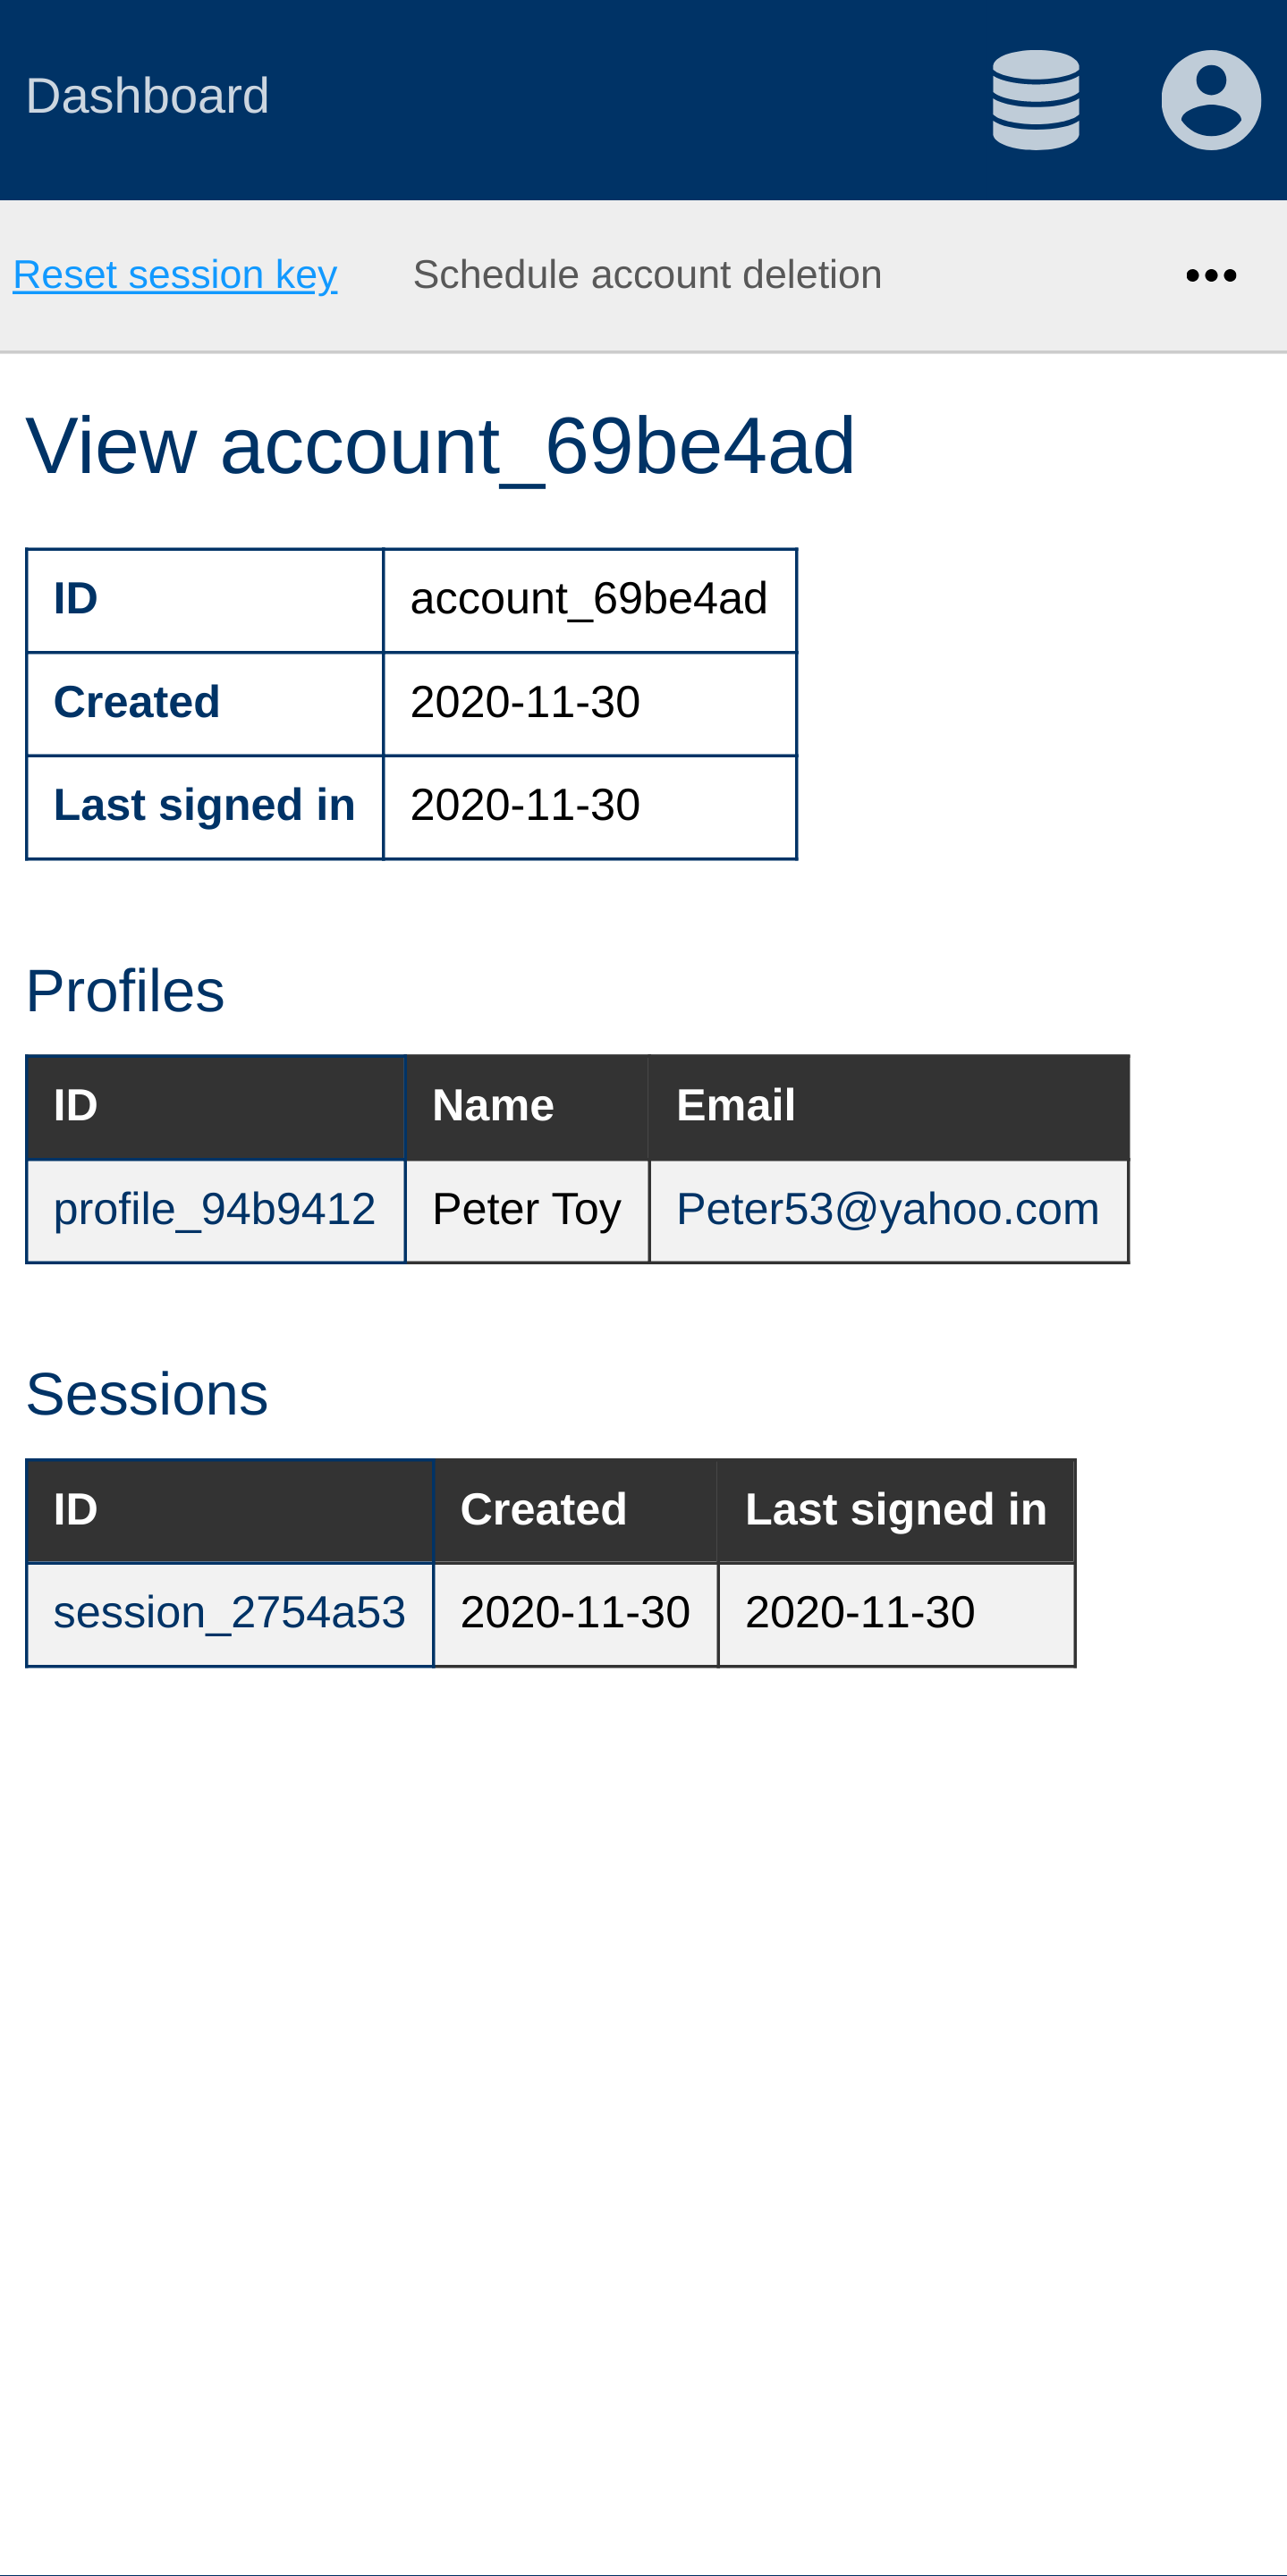 Dashboard
Reset session key Schedule account deletion
View account_69be4ad
ID account_69be4ad
Created 2020-11-30
Last signed in 2020-11-30
Profiles
ID Name Email
profile_94b9412 Peter Toy Peter53@yahoo.com
Sessions
ID Created Last signed in
session_2754a53 2020-11-30 2020-11-30